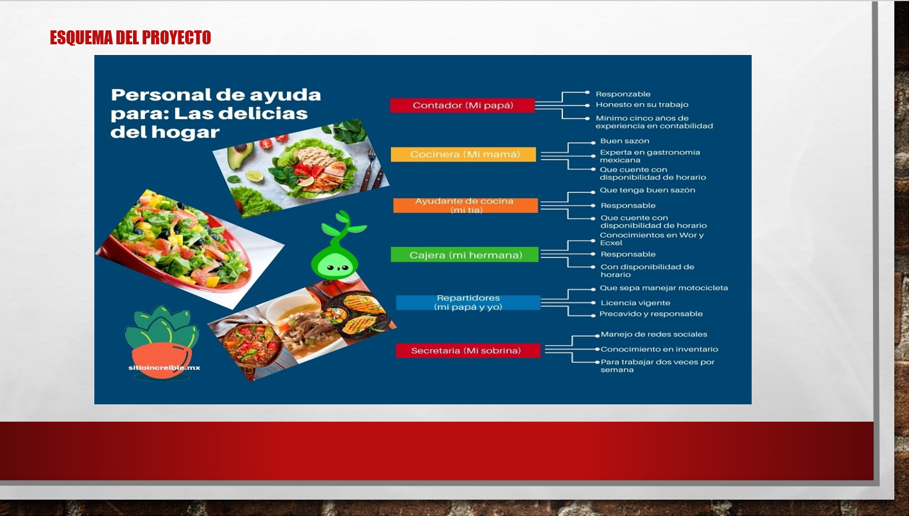 ESQUEMA DEL PROYECTO
Personal de ayuda
para: Las delicias
del hogar
Contador (Mi papá)
Responzable
Honesto en su trabajo
Minimo cinco años de
experiencia en contabilidad
Cocinera (Mi mamá)
Buen sazón
Experta en gastronomia
mexicana
Que cuente con
disponibilidad de horario
Ayudante de cocina
(mi tia)
Que tenga buen sazón
Responsable
Que cuente con
disponibilidad de horario
Cajera (mi hermana)
Conocimientos en Wor y
Ecxel
Responsable
Con disponibilidad de
horario
Repartidores
(mi papá y yo)
Que sepa manejar motocicleta
Licencia vigente
Precavido y responsable
Secretaria (Mi sobrina)
Manejo de redes sociales
Conocimiento en inventario
Para trabajar dos veces por
semana
sitioincreible.mx